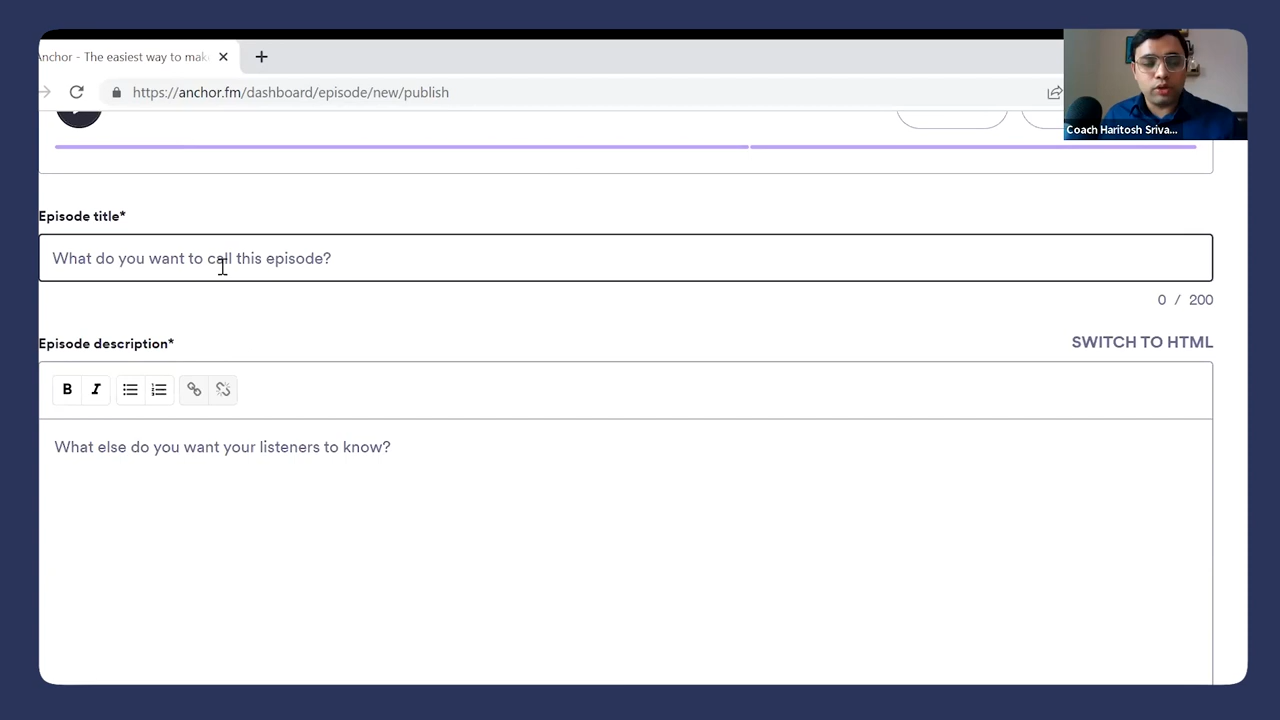 Anchor - The easiest way to mak
https://anchor.fm/dashboard/episode/new/publish
Coach Haritosh Sriva...
Episode title*
What do you want to call this episode?
0 / 200
Episode description*
SWITCH TO HTML
B I
What else do you want your listeners to know?